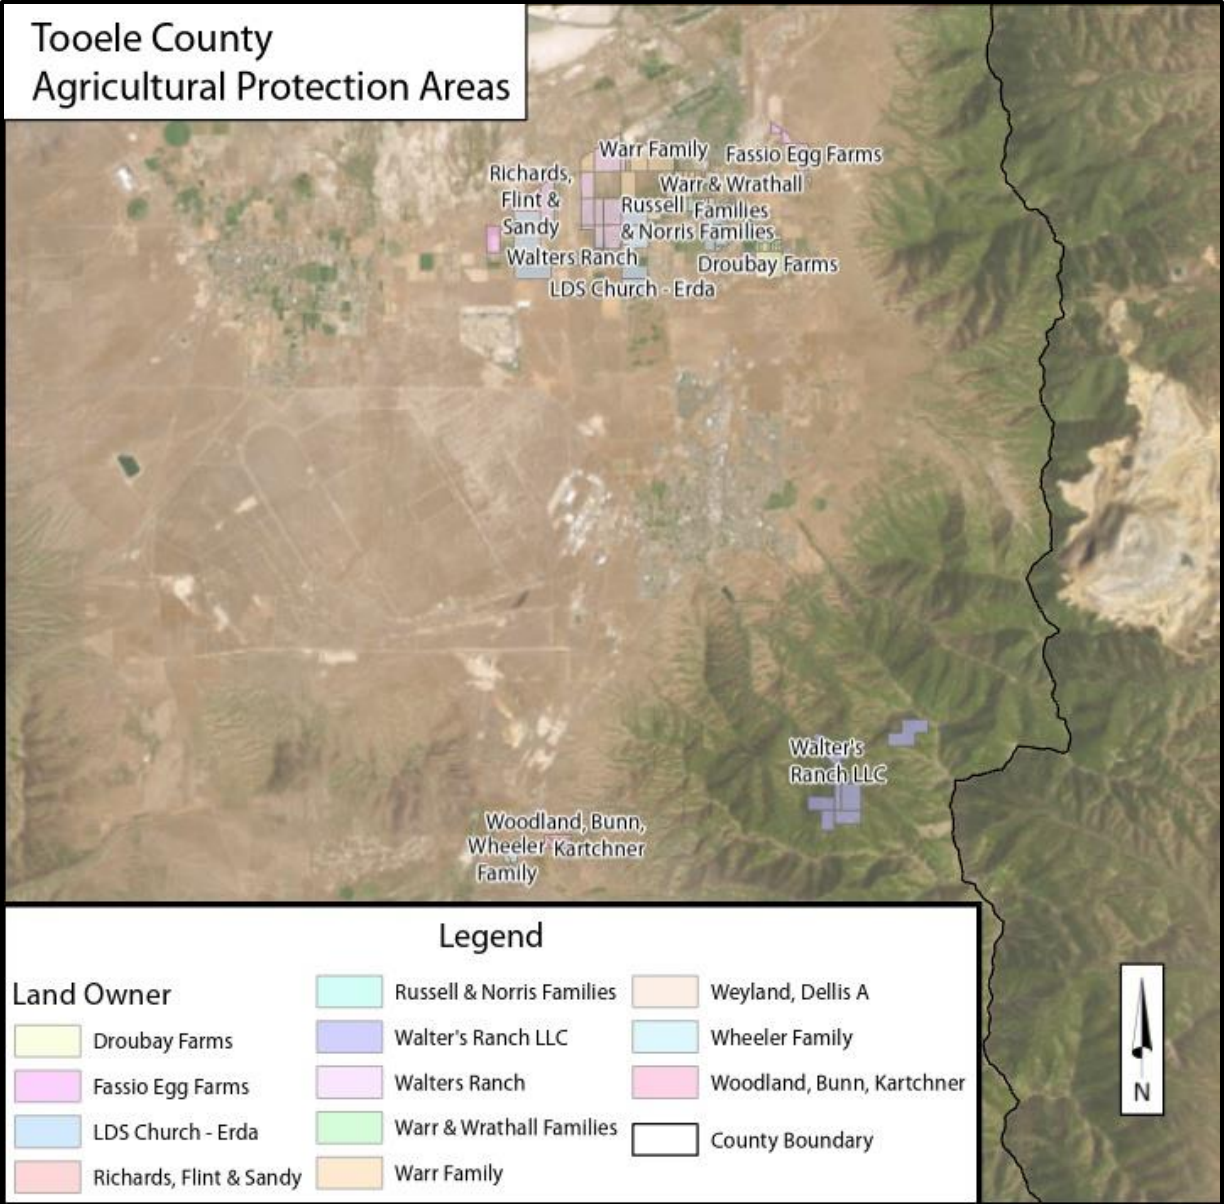 Tooele County
Agricultural Protection Areas
Warr Family
Fassio Egg Farms
Richards,
Flint &
Sandy
Warr & Wrathall
Families
Russell
& Norris Families
Walters Ranch
Droubay Farms
LDS Church - Erda
Walter's
Ranch LLC
Woodland, Bunn,
Kartchner
Wheeler
Family
Legend
Land Owner
Droubay Farms
Fassio Egg Farms
LDS Church - Erda
Richards, Flint & Sandy
Russell & Norris Families
Walter's Ranch LLC
Walters Ranch
Warr & Wrathall Families
Warr Family
Weyland, Dellis A
Wheeler Family
Woodland, Bunn, Kartchner
County Boundary
N